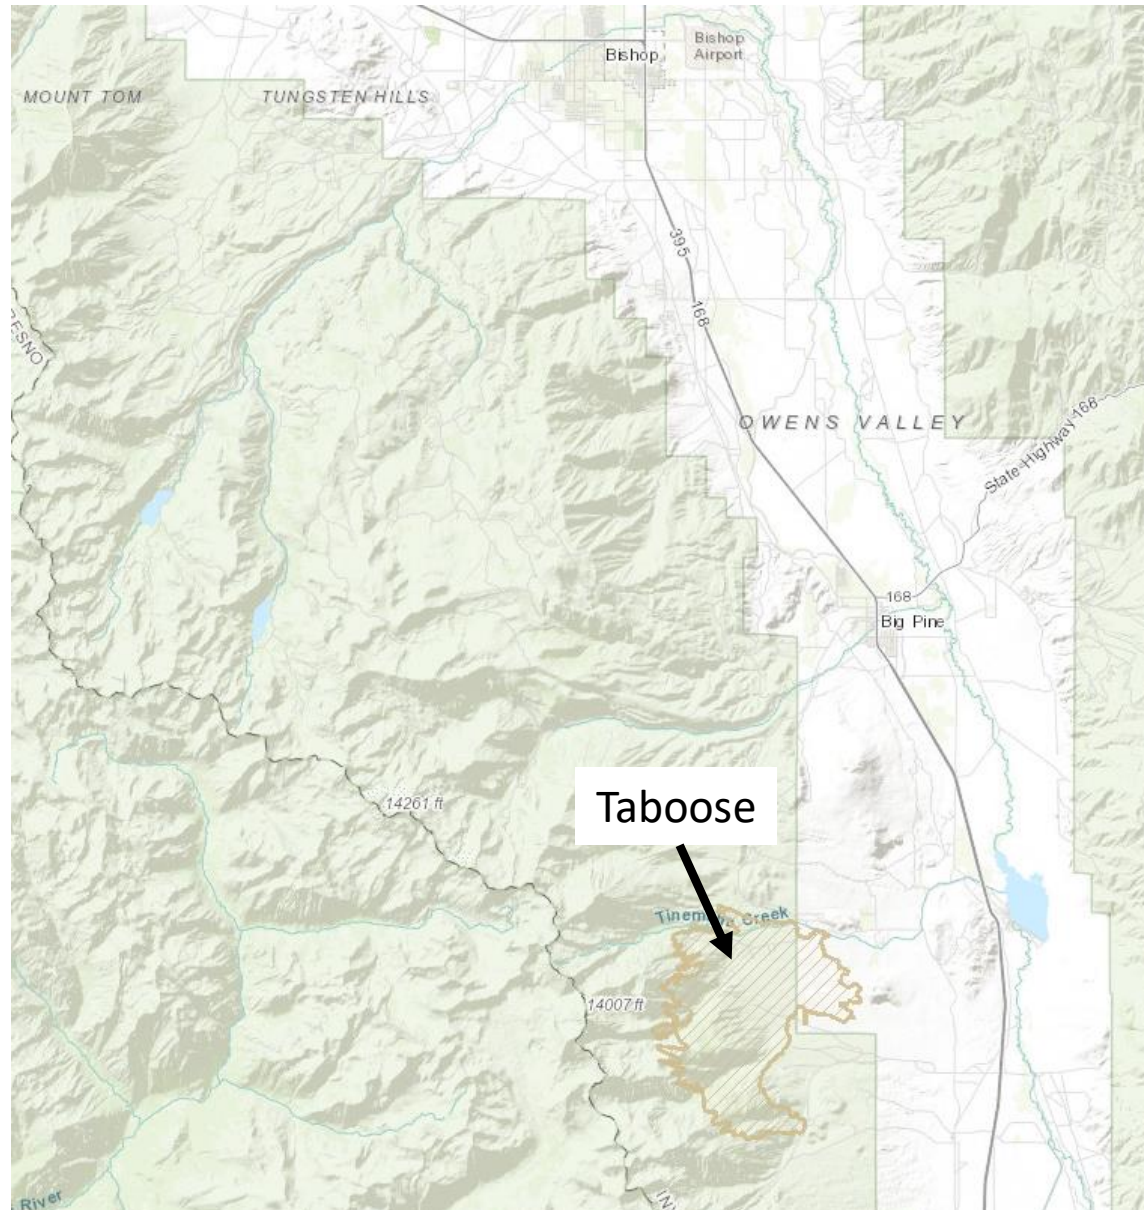 Bishop
Airport
Bishop
MOUNT TOM
TUNGSTEN HILLS
395
168
RESNO
OWENS VALLEY
State Highway 168
168
Big Pine
14261 ft
Taboose
Creek
14007 ft
River